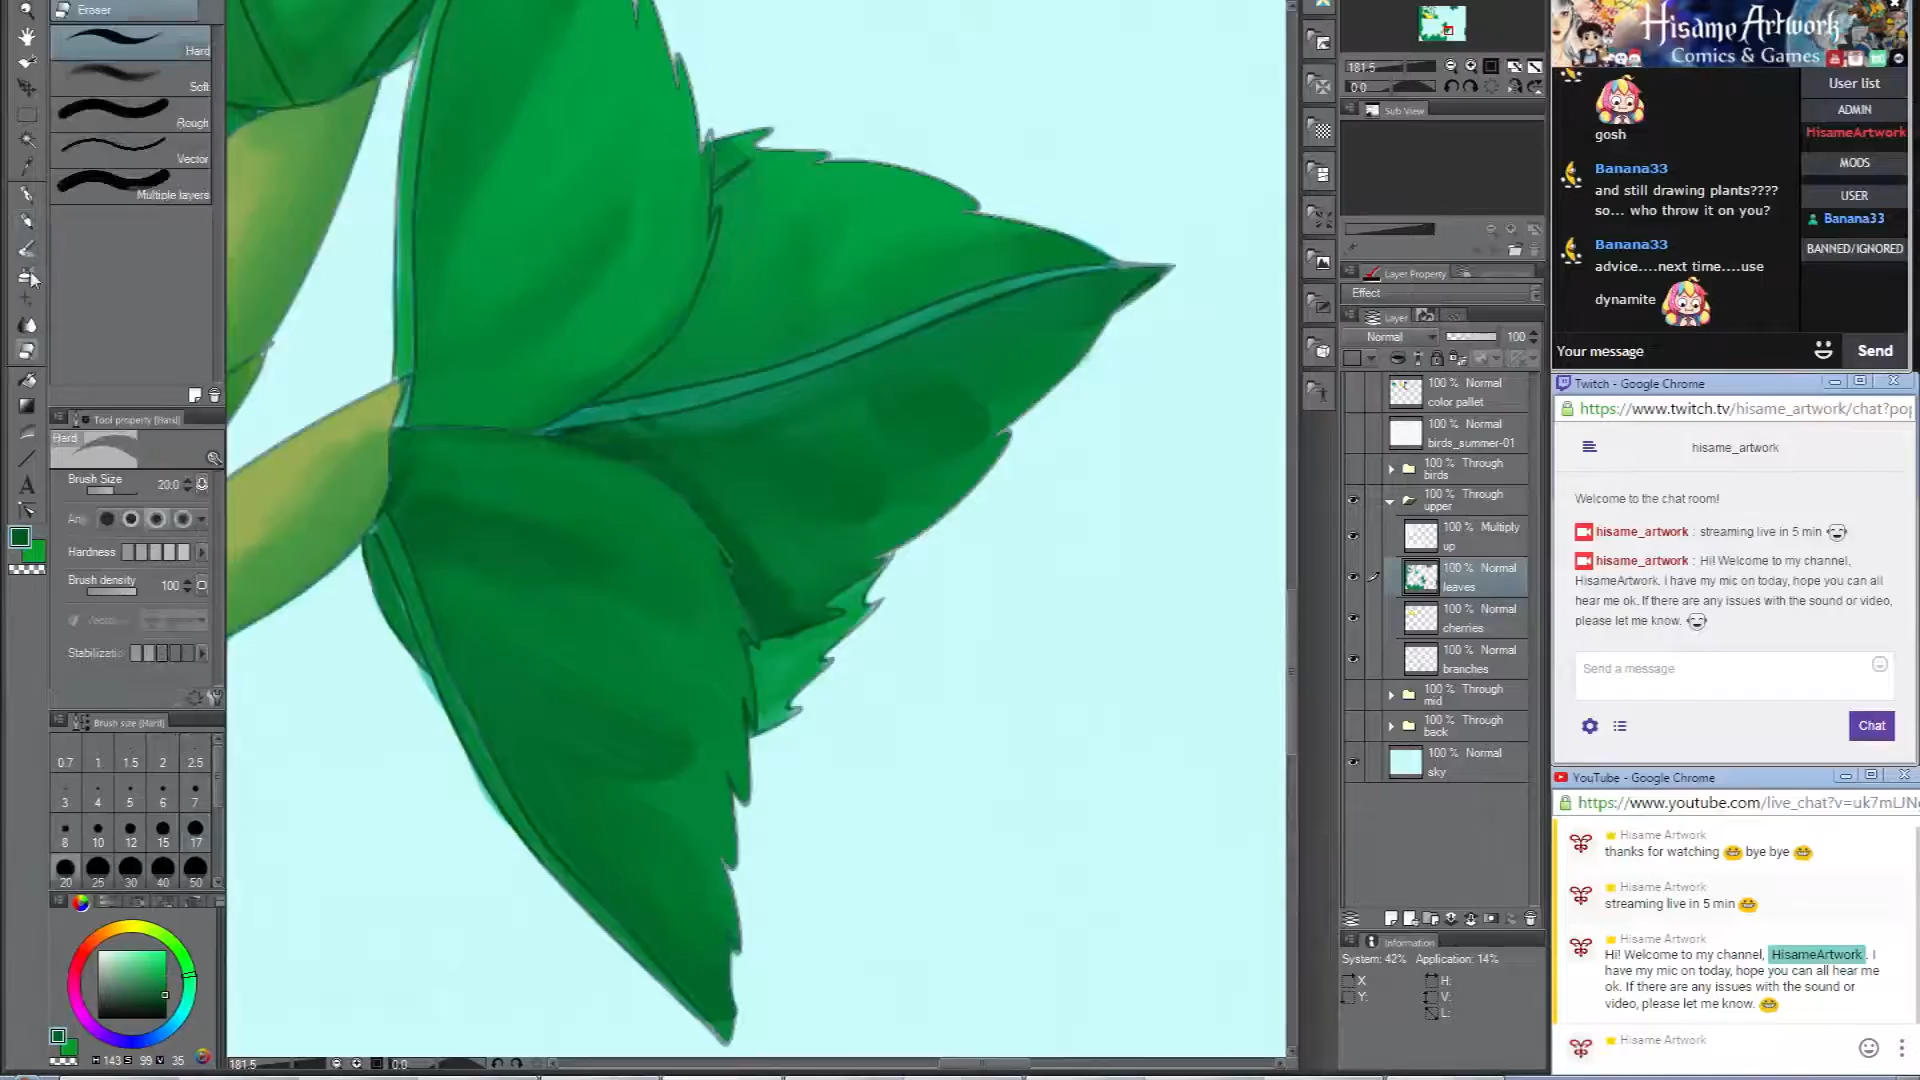 Eraser
Hard
Soft
Rough
Vector
Multiple layers
Tool property [Hard]
Hard
Brush Size 20.0
Hardness
Brush density 100
Brush size [Hard]
0.7 1 1.5 2 2.5
3 4 5 6 7
8 10 12 15 17
20 25 30 40 50
H 143 S 99 V 35
181.5
0.0
181.5
0.0
Sub View
Layer Property
Effect
Layer
Normal 100
100 % Normal
color pallet
100 % Normal
birds_summer-01
100 % Through
birds
100 % Through
upper
100 % Multiply
up
100 % Normal
leaves
100 % Normal
cherries
100 % Normal
branches
100 % Through
mid
100 % Through
back
100 % Normal
sky
Information
System: 42% Application: 14%
X H:
Y: V:
L:
Hisame Artwork
Comics & Games
gosh
Banana33
and still drawing plants????
so... who throw it on you?
Banana33
advice....next time....use
dynamite
User list
ADMIN
HisameArtwork
MODS
USER
Banana33
BANNED/IGNORED
Your message
Send
Twitch - Google Chrome
https://www.twitch.tv/hisame_artwork/chat?pop
hisame_artwork
Welcome to the chat room!
hisame_artwork : streaming live in 5 min
hisame_artwork : Hi! Welcome to my channel,
HisameArtwork. I have my mic on today, hope you can all
hear me ok. If there are any issues with the sound or video,
please let me know.
Send a message
Chat
YouTube - Google Chrome
https://www.youtube.com/live_chat?v=uk7mLJN
Hisame Artwork
thanks for watching bye bye
Hisame Artwork
streaming live in 5 min
Hisame Artwork
Hi! Welcome to my channel, HisameArtwork. I
have my mic on today, hope you can all hear me
ok. If there are any issues with the sound or
video, please let me know.
Hisame Artwork